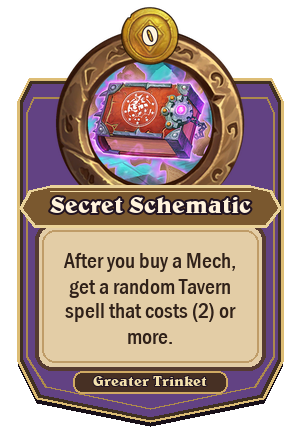 0
Secret Schematic
After you buy a Mech,
get a random Tavern
spell that costs (2) or
more.
Greater Trinket